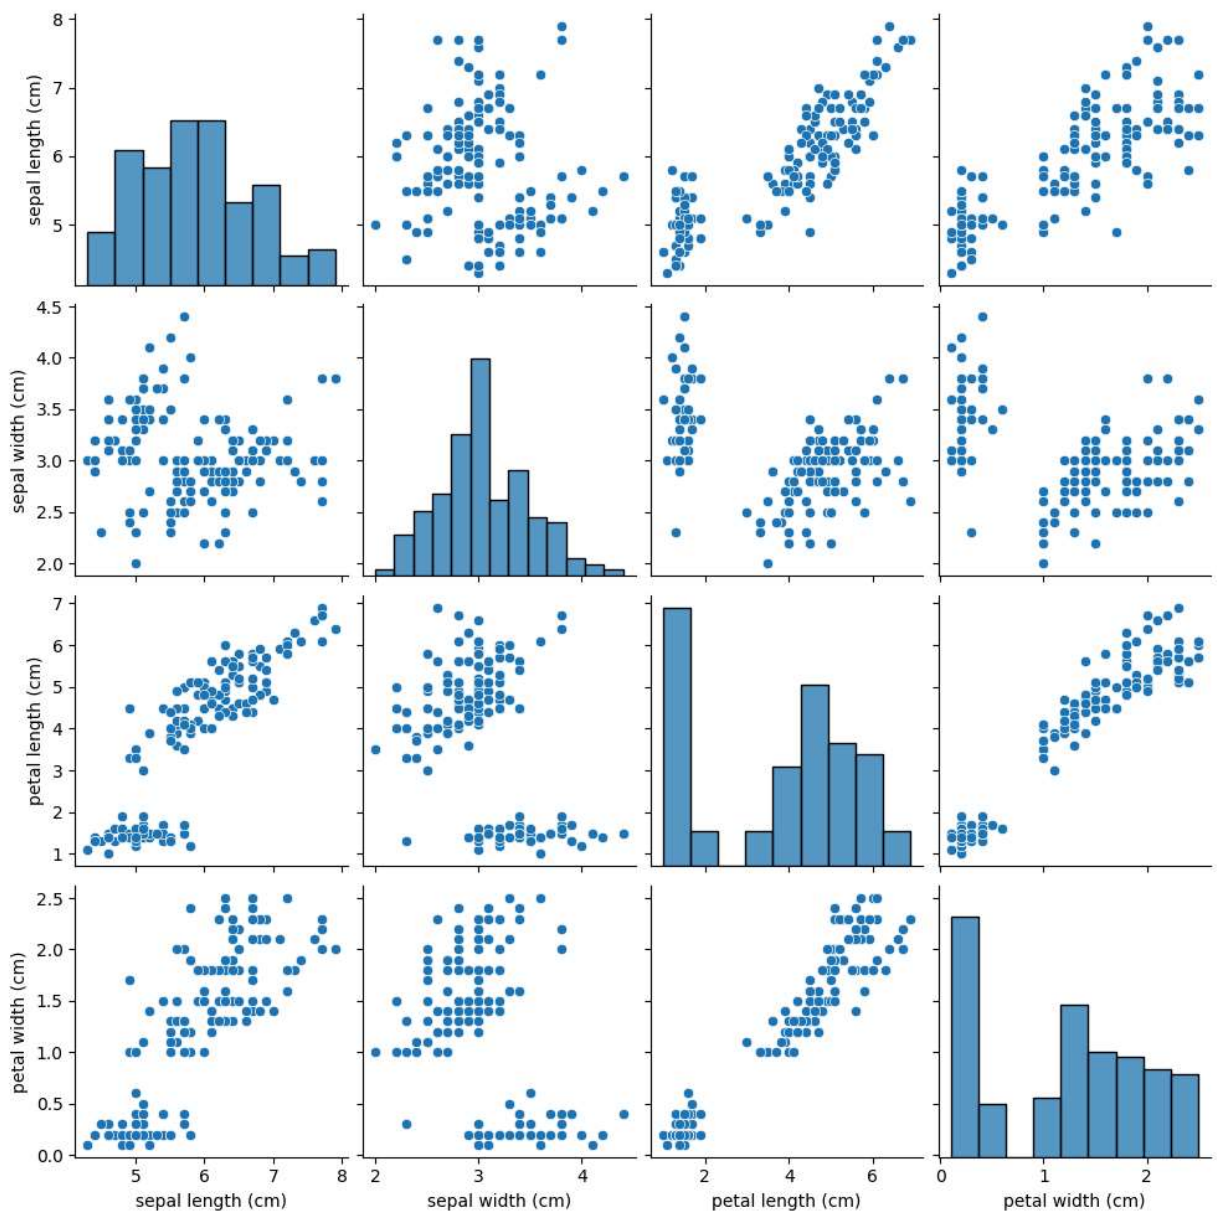 8
7
6
5
sepal length (cm)
4.5
4.0
3.5
3.0
2.5
2.0
sepal width (cm)
7
6
5
4
3
2
1
petal length (cm)
2.5
2.0
1.5
1.0
0.5
0.0
petal width (cm)
5 6 7 8
sepal length (cm)
2 3 4
sepal width (cm)
2 4 6
petal length (cm)
0 1 2
petal width (cm)